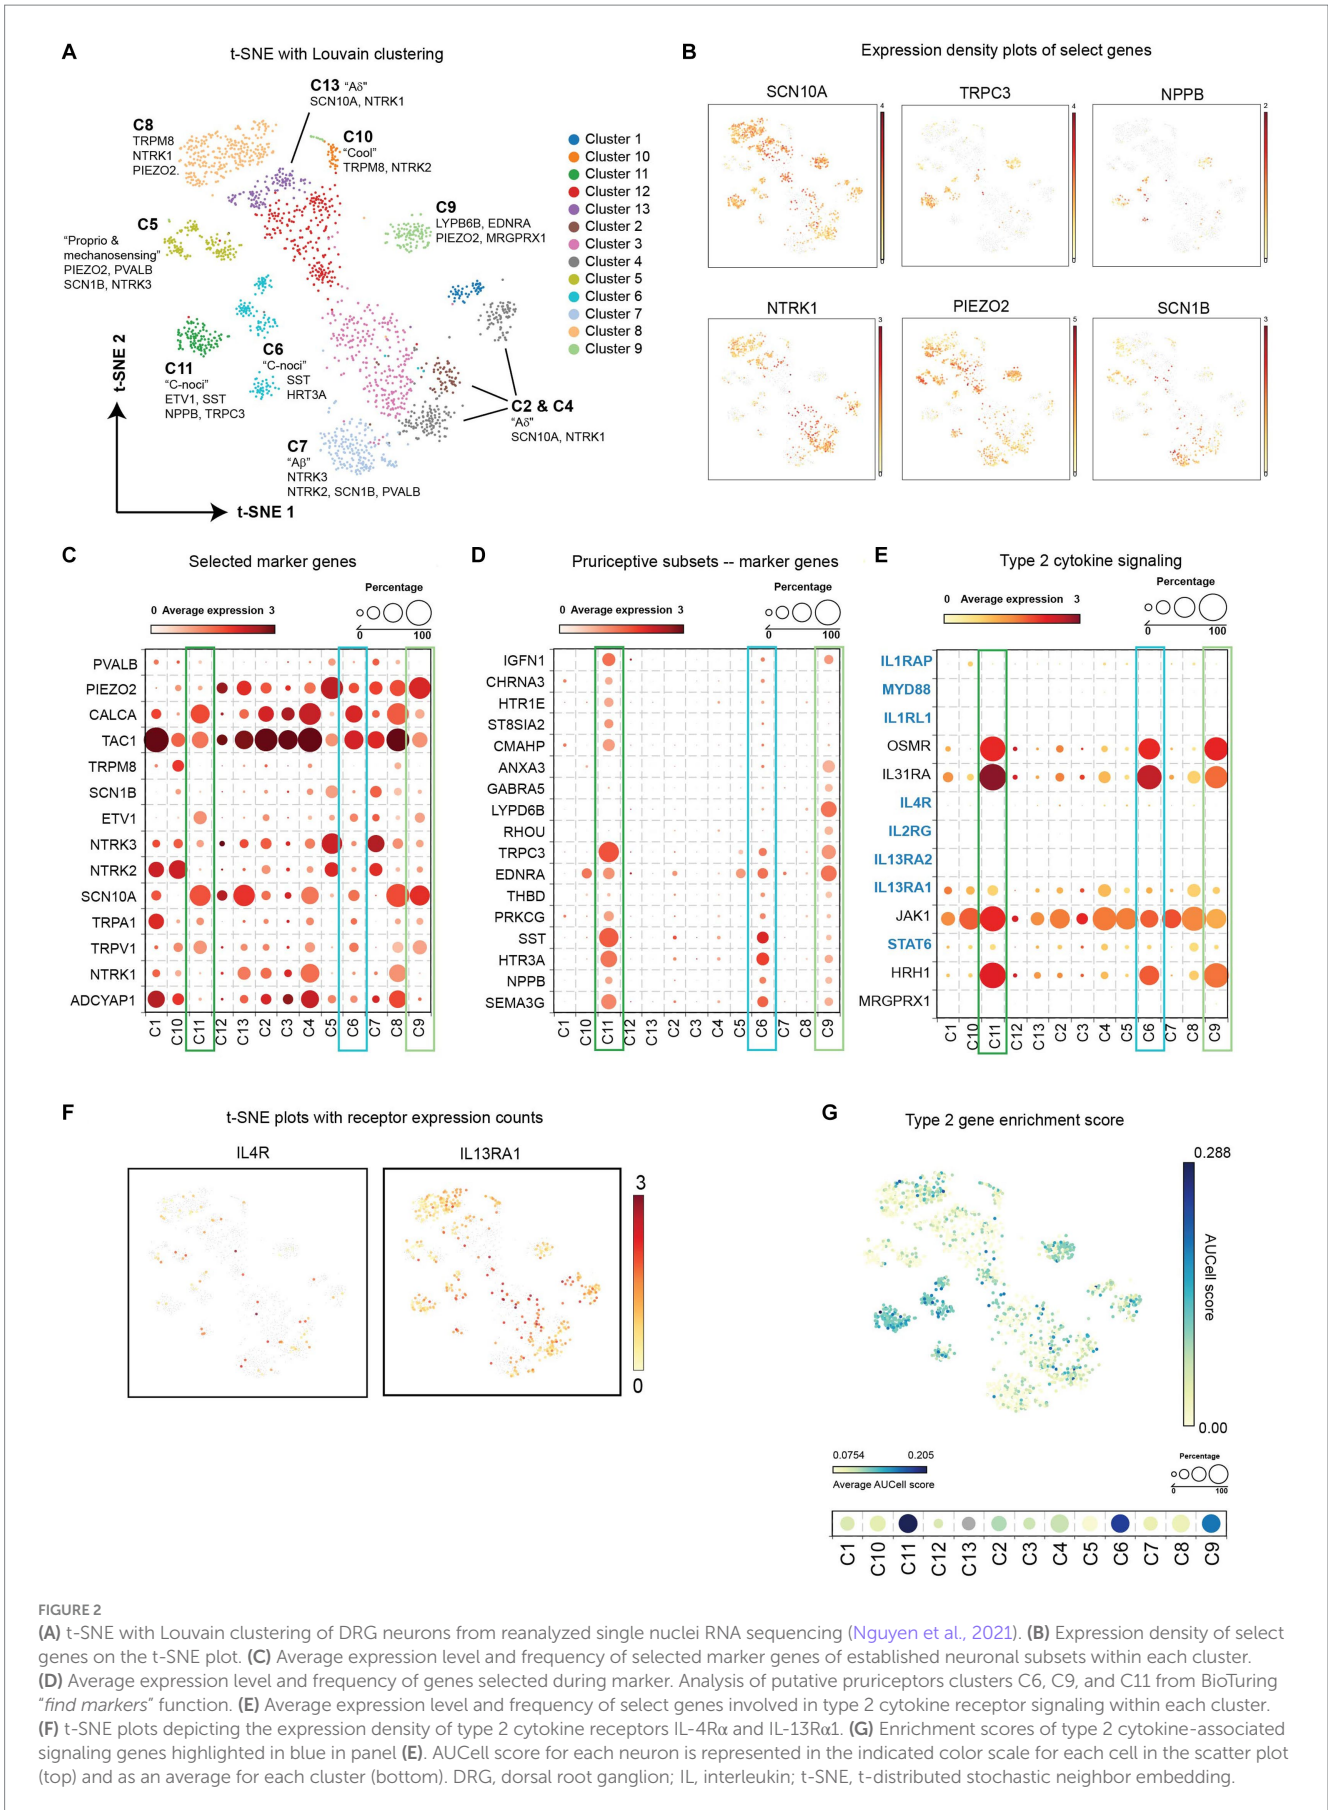 A
t-SNE with Louvain clustering
C13 “Aδ”
SCN10A, NTRK1
C8
TRPM8
NTRK1
PIEZO2.
C10
“Cool”
TRPM8, NTRK2
C5
“Proprio &
mechanosensing”
PIEZO2, PVALB
SCN1B, NTRK3
C9
LYPB6B, EDNRA
PIEZO2, MRGPRX1
C11
“C-noci”
ETV1, SST
NPPB, TRPC3
C6
“C-noci”
SST
HRT3A
C2 & C4
“Aδ”
SCN10A, NTRK1
C7
“Aβ”
NTRK3
NTRK2, SCN1B, PVALB
t-SNE 2
t-SNE 1
Cluster 1
Cluster 10
Cluster 11
Cluster 12
Cluster 13
Cluster 2
Cluster 3
Cluster 4
Cluster 5
Cluster 6
Cluster 7
Cluster 8
Cluster 9
B
Expression density plots of select genes
SCN10A
4
TRPC3
4
NPPB
2
NTRK1
3
PIEZO2
5
SCN1B
3
C
Selected marker genes
Percentage
0 Average expression 3
0 100
PVALB
PIEZO2
CALCA
TAC1
TRPM8
SCN1B
ETV1
NTRK3
NTRK2
SCN10A
TRPA1
TRPV1
NTRK1
ADCYAP1
C1 C10 C11 C12 C13 C2 C3 C4 C5 C6 C7 C8 C9
D
Pruriceptive subsets -- marker genes
Percentage
0 Average expression 3
0 100
IGFN1
CHRNA3
HTR1E
ST8SIA2
CMAHP
ANXA3
GABRA5
LYPD6B
RHOU
TRPC3
EDNRA
THBD
PRKCG
SST
HTR3A
NPPB
SEMA3G
C1 C10 C11 C12 C13 C2 C3 C4 C5 C6 C7 C8 C9
E
Type 2 cytokine signaling
Percentage
0 Average expression 3
0 100
IL1RAP
MYD88
IL1RL1
OSMR
IL31RA
IL4R
IL2RG
IL13RA2
IL13RA1
JAK1
STAT6
HRH1
MRGPRX1
C1 C10 C11 C12 C13 C2 C3 C4 C5 C6 C7 C8 C9
F
t-SNE plots with receptor expression counts
IL4R
IL13RA1
3
0
G
Type 2 gene enrichment score
0.288
AUCell score
0.00
0.0754 0.205
Average AUCell score
Percentage
0 100
C1 C10 C11 C12 C13 C2 C3 C4 C5 C6 C7 C8 C9
FIGURE 2
(A) t-SNE with Louvain clustering of DRG neurons from reanalyzed single nuclei RNA sequencing (Nguyen et al., 2021). (B) Expression density of select
genes on the t-SNE plot. (C) Average expression level and frequency of selected marker genes of established neuronal subsets within each cluster.
(D) Average expression level and frequency of genes selected during marker. Analysis of putative pruriceptors clusters C6, C9, and C11 from BioTuring
“find markers” function. (E) Average expression level and frequency of select genes involved in type 2 cytokine receptor signaling within each cluster.
(F) t-SNE plots depicting the expression density of type 2 cytokine receptors IL-4Rα and IL-13Rα1. (G) Enrichment scores of type 2 cytokine-associated
signaling genes highlighted in blue in panel (E). AUCell score for each neuron is represented in the indicated color scale for each cell in the scatter plot
(top) and as an average for each cluster (bottom). DRG, dorsal root ganglion; IL, interleukin; t-SNE, t-distributed stochastic neighbor embedding.